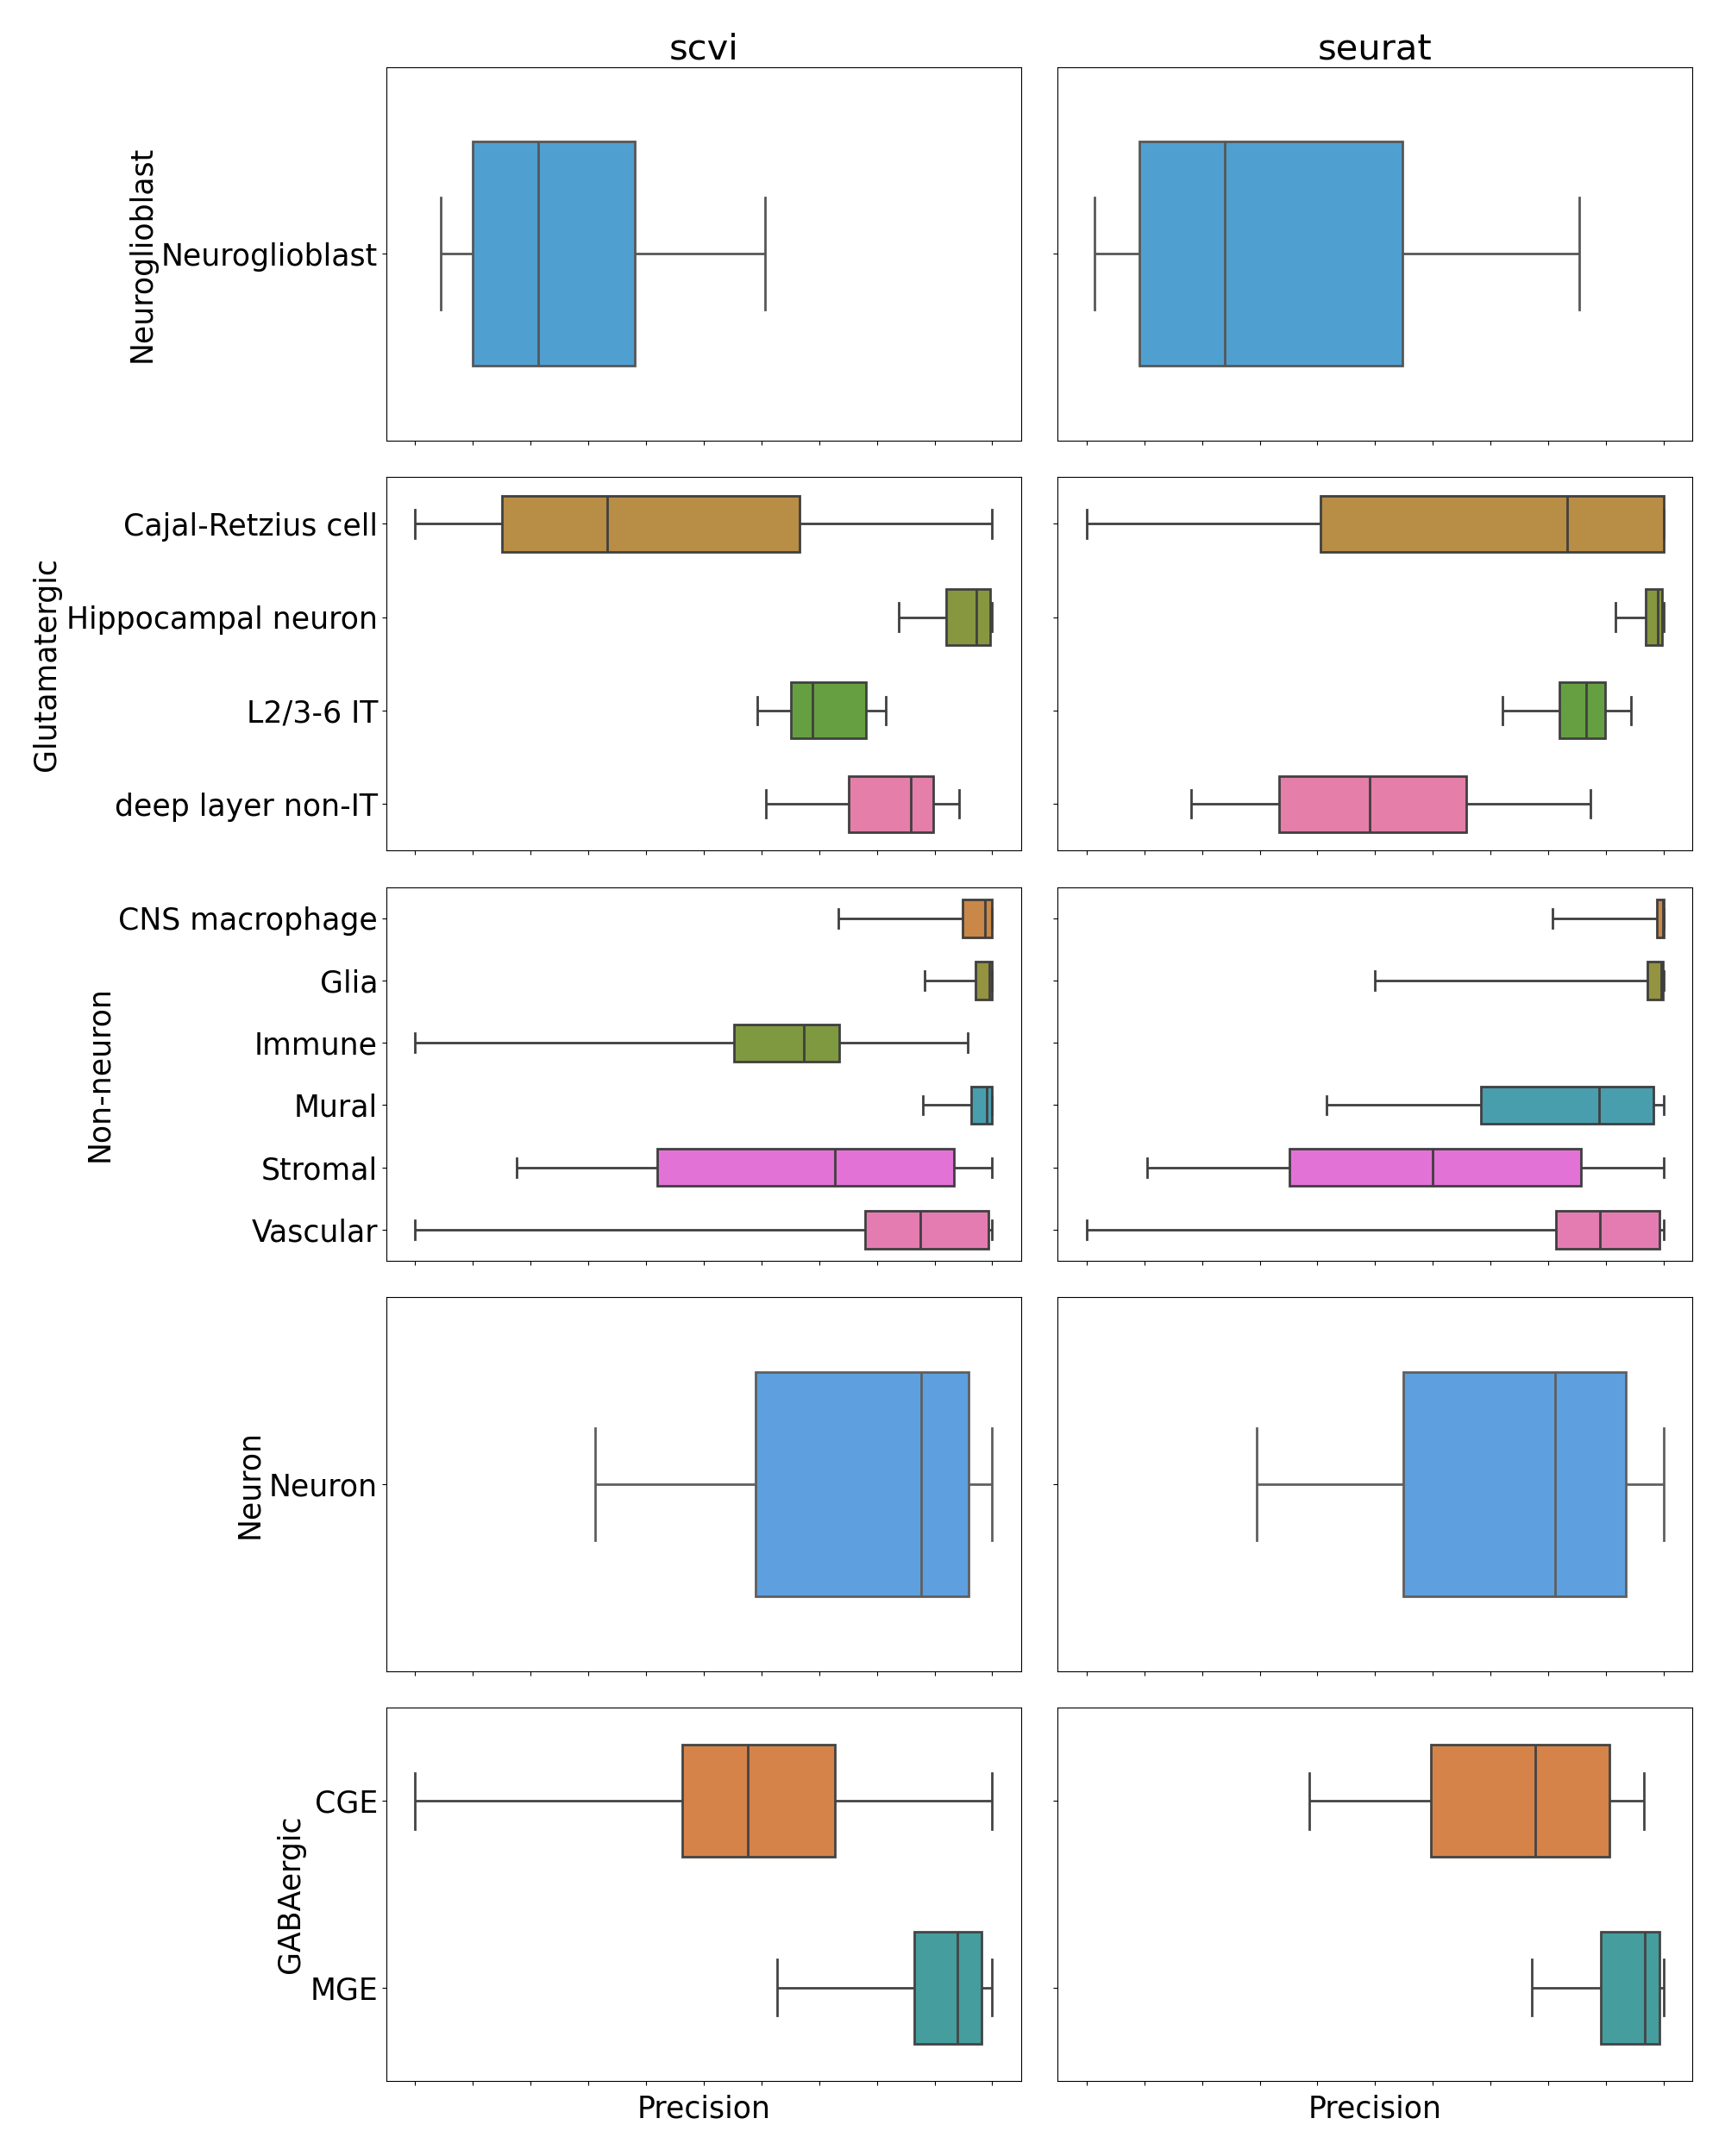 scvi
seurat
Neuroglioblast
Neuroglioblast
Glutamatergic
Cajal-Retzius cell
Hippocampal neuron
L2/3-6 IT
deep layer non-IT
Non-neuron
CNS macrophage
Glia
Immune
Mural
Stromal
Vascular
Neuron
Neuron
GABAergic
CGE
MGE
Precision
Precision